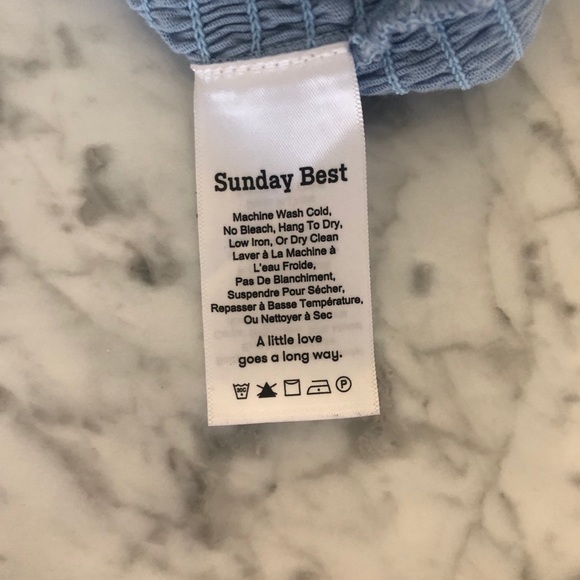 Sunday Best
Machine Wash Cold,
No Bleach, Hang To Dry,
Low Iron, Or Dry Clean
Laver à La Machine à
L'eau Froide,
Pas De Blanchiment,
Suspendre Pour Sécher,
Repasser à Basse Température,
Ou Nettoyer à Sec
A little love
goes a long way.
30C
P